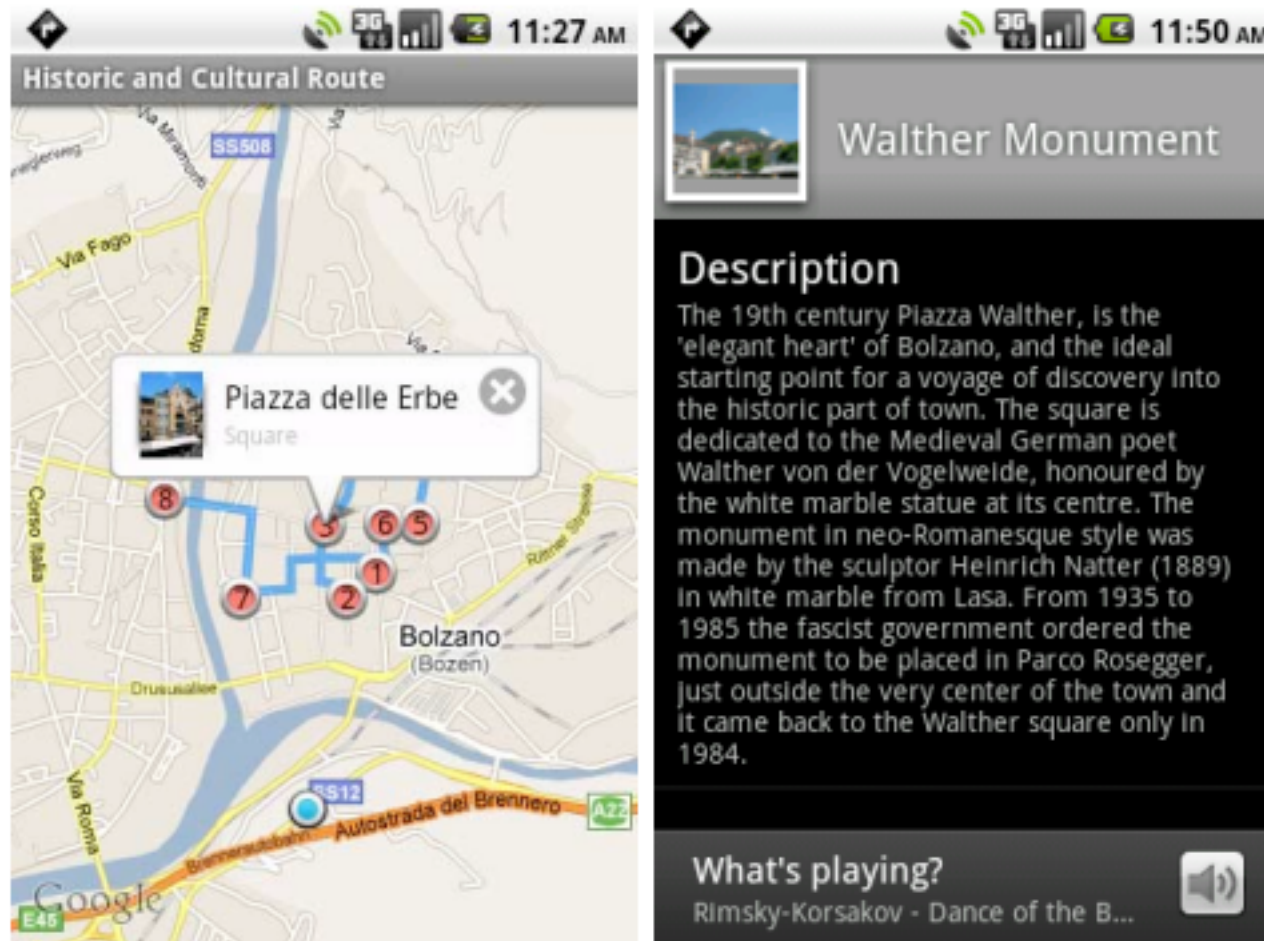 3G
11:27 AM
Historic and Cultural Route
Via Miramonti
SS508
Via Fago
Piazza delle Erbe
Square
8
3
6
5
1
7
2
Corso Italia
Rittner Strasse
Bolzano
(Bozen)
Drususallee
SS12
Via Roma
Autostrada del Brennero
A22
Brennerautobahn
Google
E45
3G
11:50 AM
Walther Monument
Description
The 19th century Piazza Walther, is the
'elegant heart' of Bolzano, and the ideal
starting point for a voyage of discovery into
the historic part of town. The square is
dedicated to the Medieval German poet
Walther von der Vogelweide, honoured by
the white marble statue at its centre. The
monument in neo-Romanesque style was
made by the sculptor Heinrich Natter (1889)
in white marble from Lasa. From 1935 to
1985 the fascist government ordered the
monument to be placed in Parco Rosegger,
just outside the very center of the town and
it came back to the Walther square only in
1984.
What's playing?
Rimsky-Korsakov - Dance of the B...